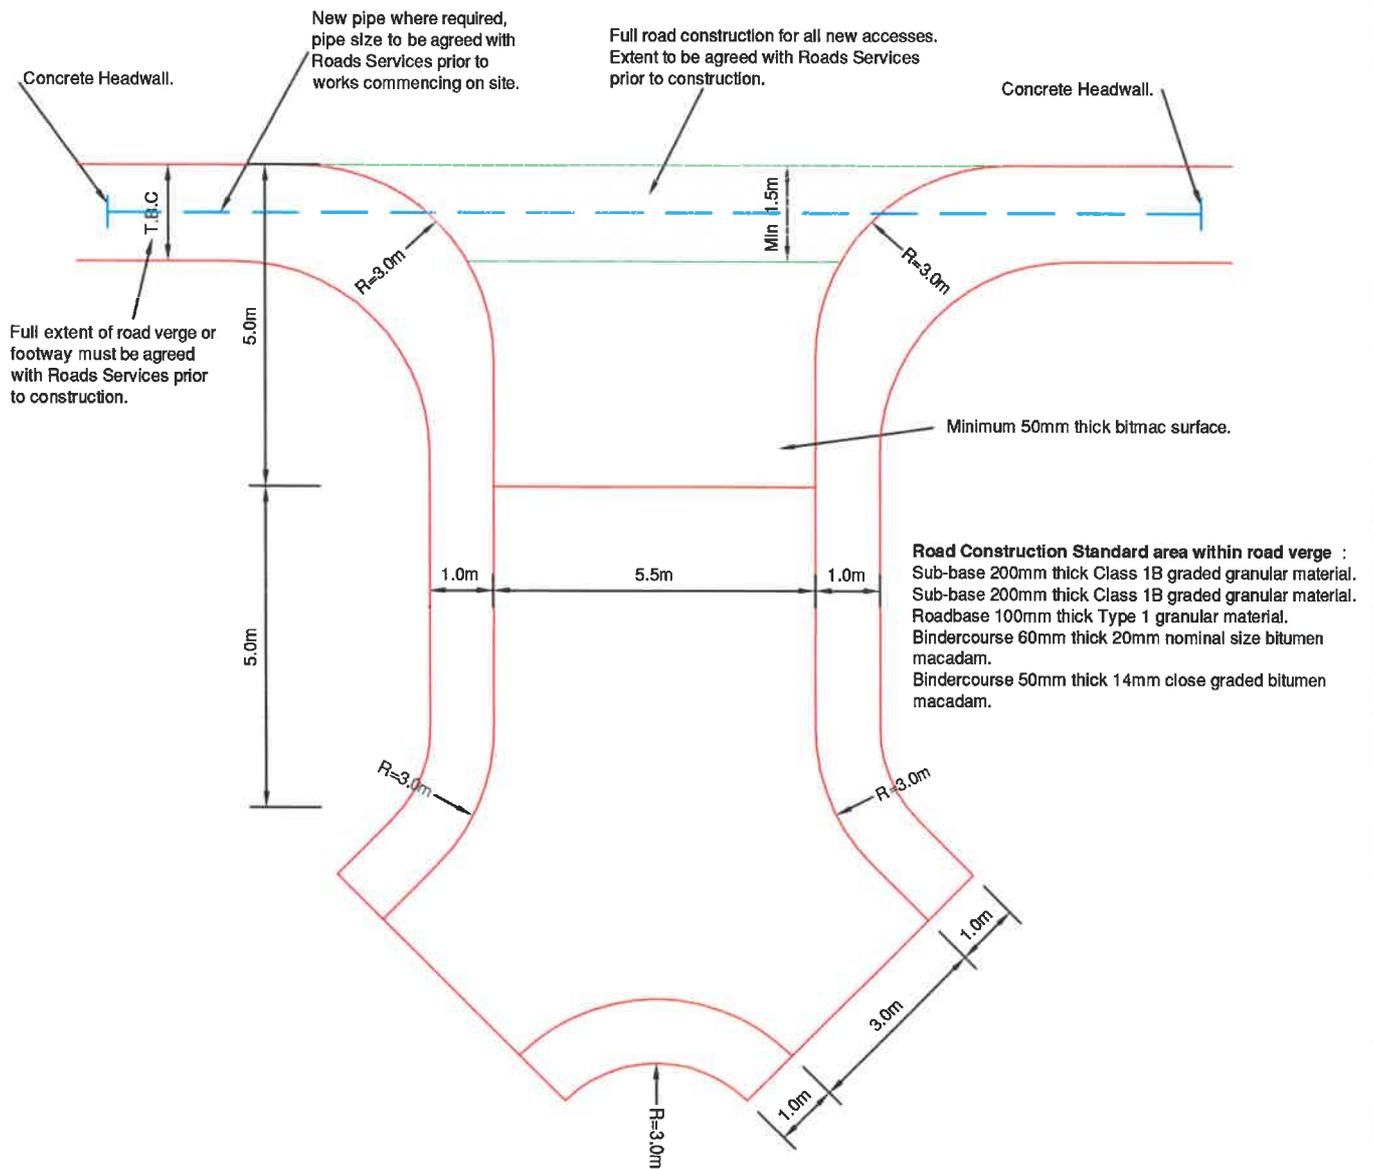 New pipe where required,
pipe size to be agreed with
Roads Services prior to
works commencing on site.
Full road construction for all new accesses.
Extent to be agreed with Roads Services
prior to construction.
Concrete Headwall.
Concrete Headwall.
T.B.C
Min 1.5m
R=3.0m
R=3.0m
5.0m
Full extent of road verge or
footway must be agreed
with Roads Services prior
to construction.
Minimum 50mm thick bitmac surface.
Road Construction Standard area within road verge :
Sub-base 200mm thick Class 1B graded granular material.
Sub-base 200mm thick Class 1B graded granular material.
Roadbase 100mm thick Type 1 granular material.
Bindercourse 60mm thick 20mm nominal size bitumen
macadam.
Bindercourse 50mm thick 14mm close graded bitumen
macadam.
1.0m
5.5m
1.0m
5.0m
R=3.0m
R=3.0m
1.0m
3.0m
1.0m
R=3.0m